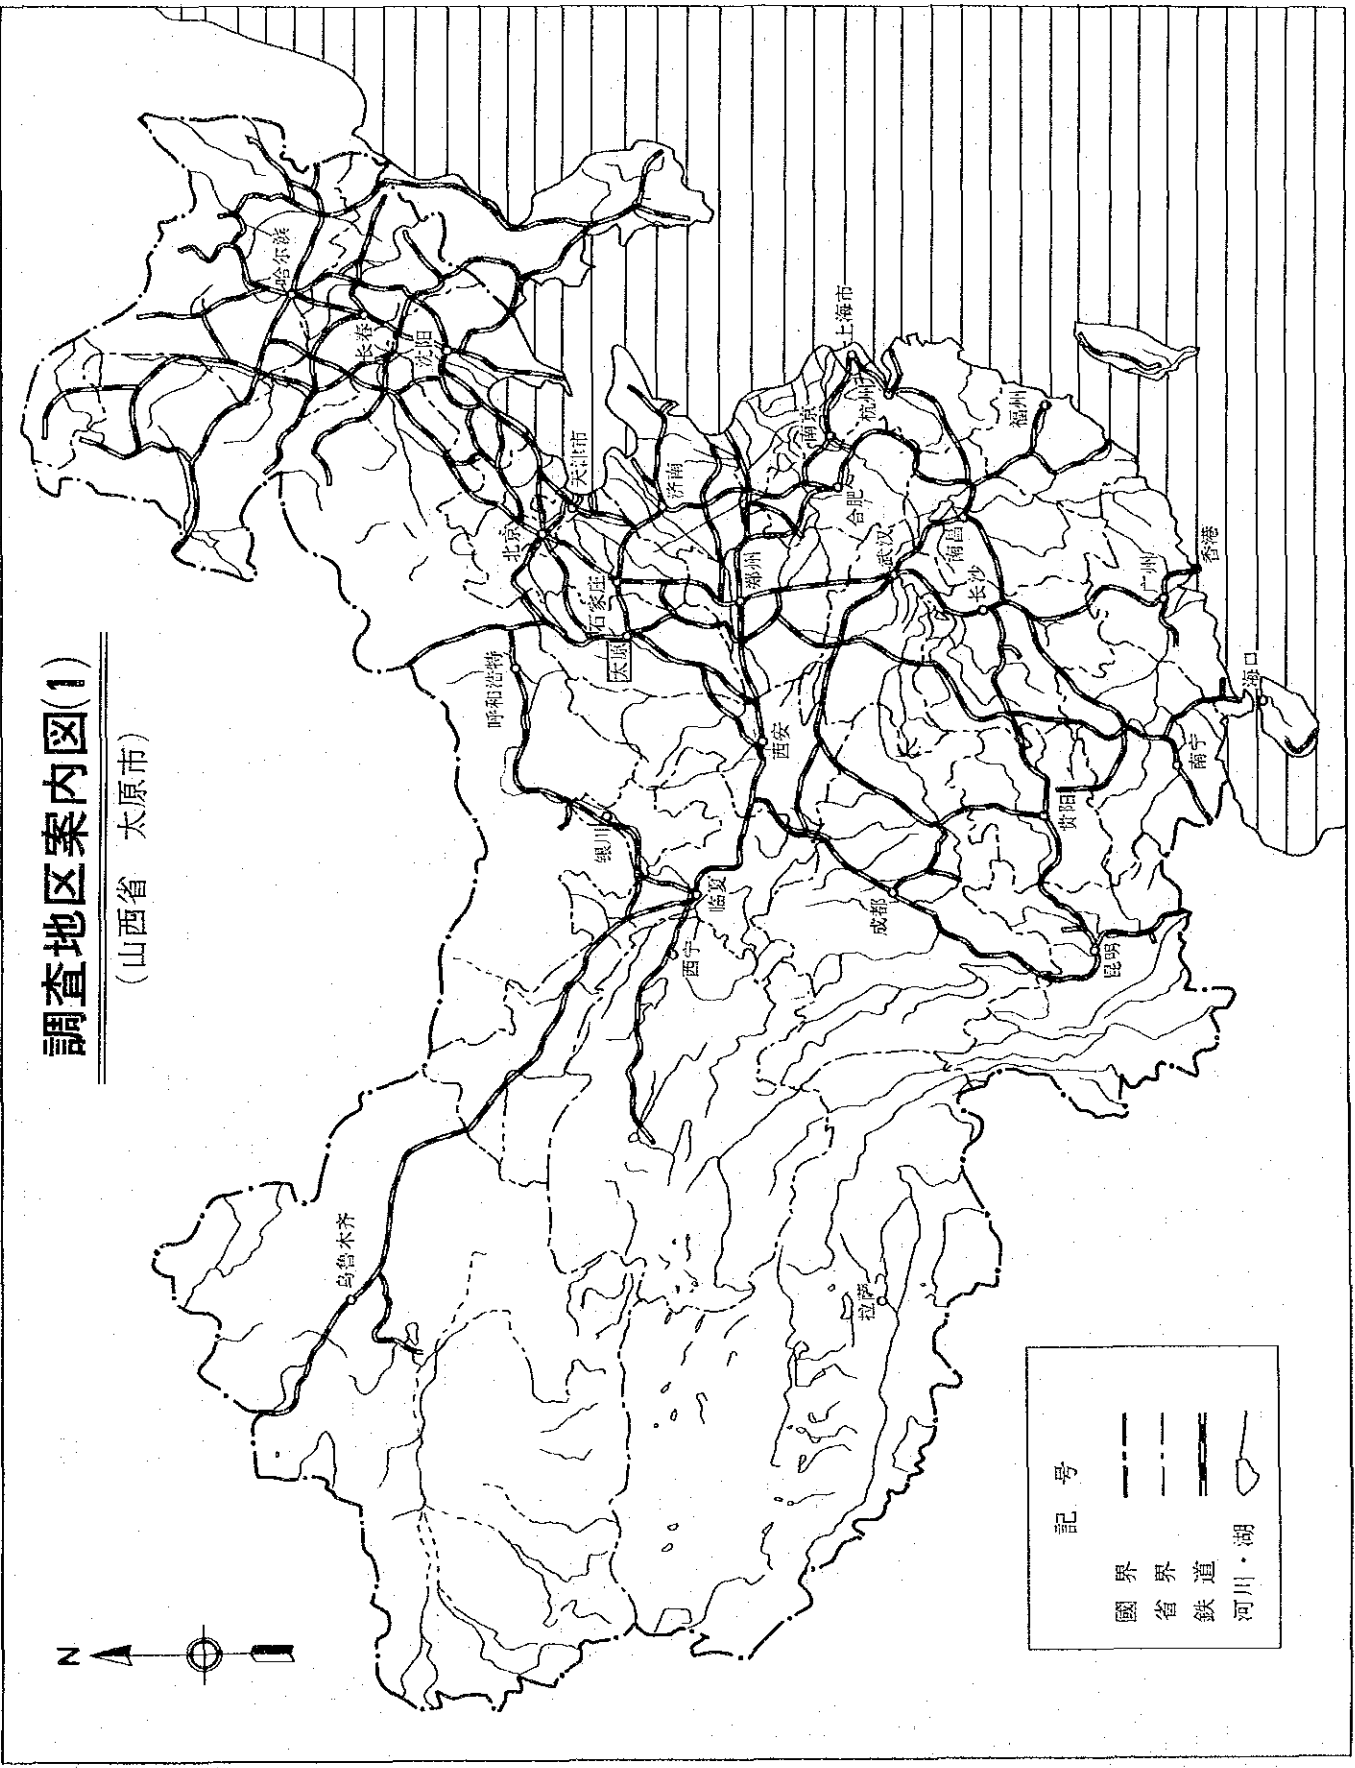 調査地区案内図(1)
(山西省 太原市)
N
哈尔滨
长春
沈阳
乌鲁木齐
呼和浩特
北京
天津市
石家庄
太原
济南
银川
西宁
临夏
郑州
西安
南京
上海市
杭州
合肥
武汉
成都
拉萨
南昌
长沙
福州
贵阳
昆明
广州
香港
南宁
海口
記 号
國 界
省 界
鉄 道
河川・湖